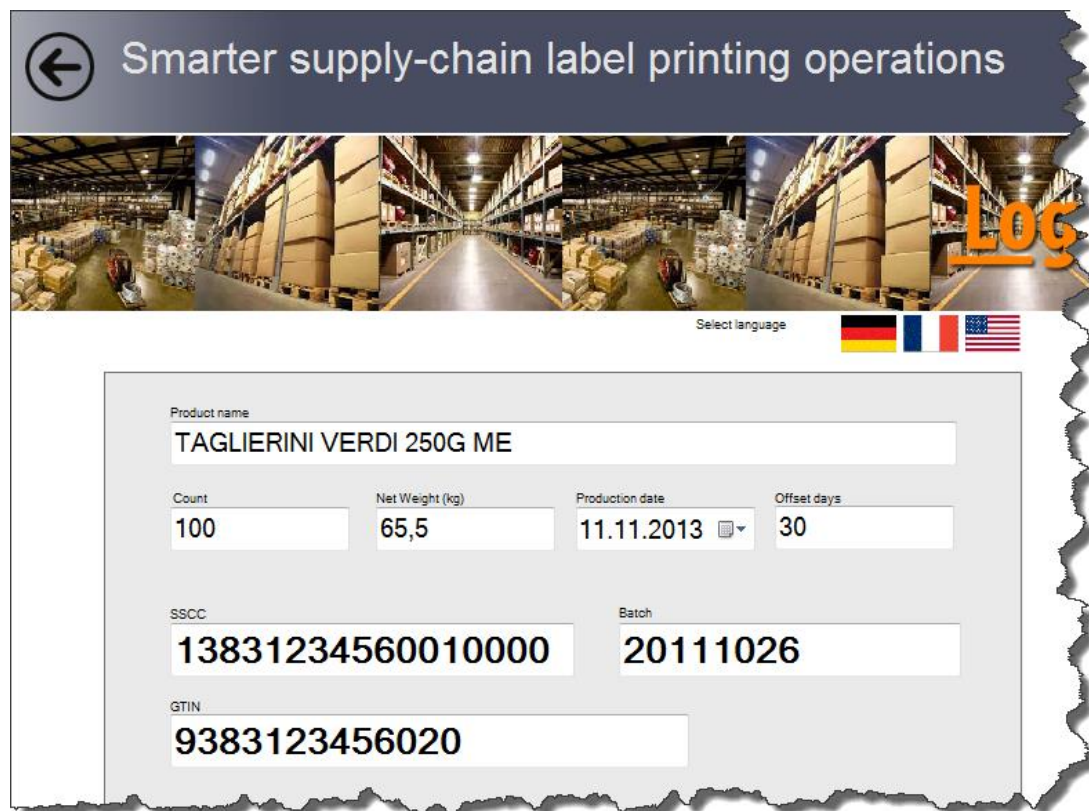 Smarter supply-chain label printing operations
Select language
Product name
TAGLIERINI VERDI 250G ME
Count Net Weight (kg) Production date Offset days
100 65,5 11.11.2013 30
SSCC Batch
13831234560010000 20111026
GTIN
9383123456020